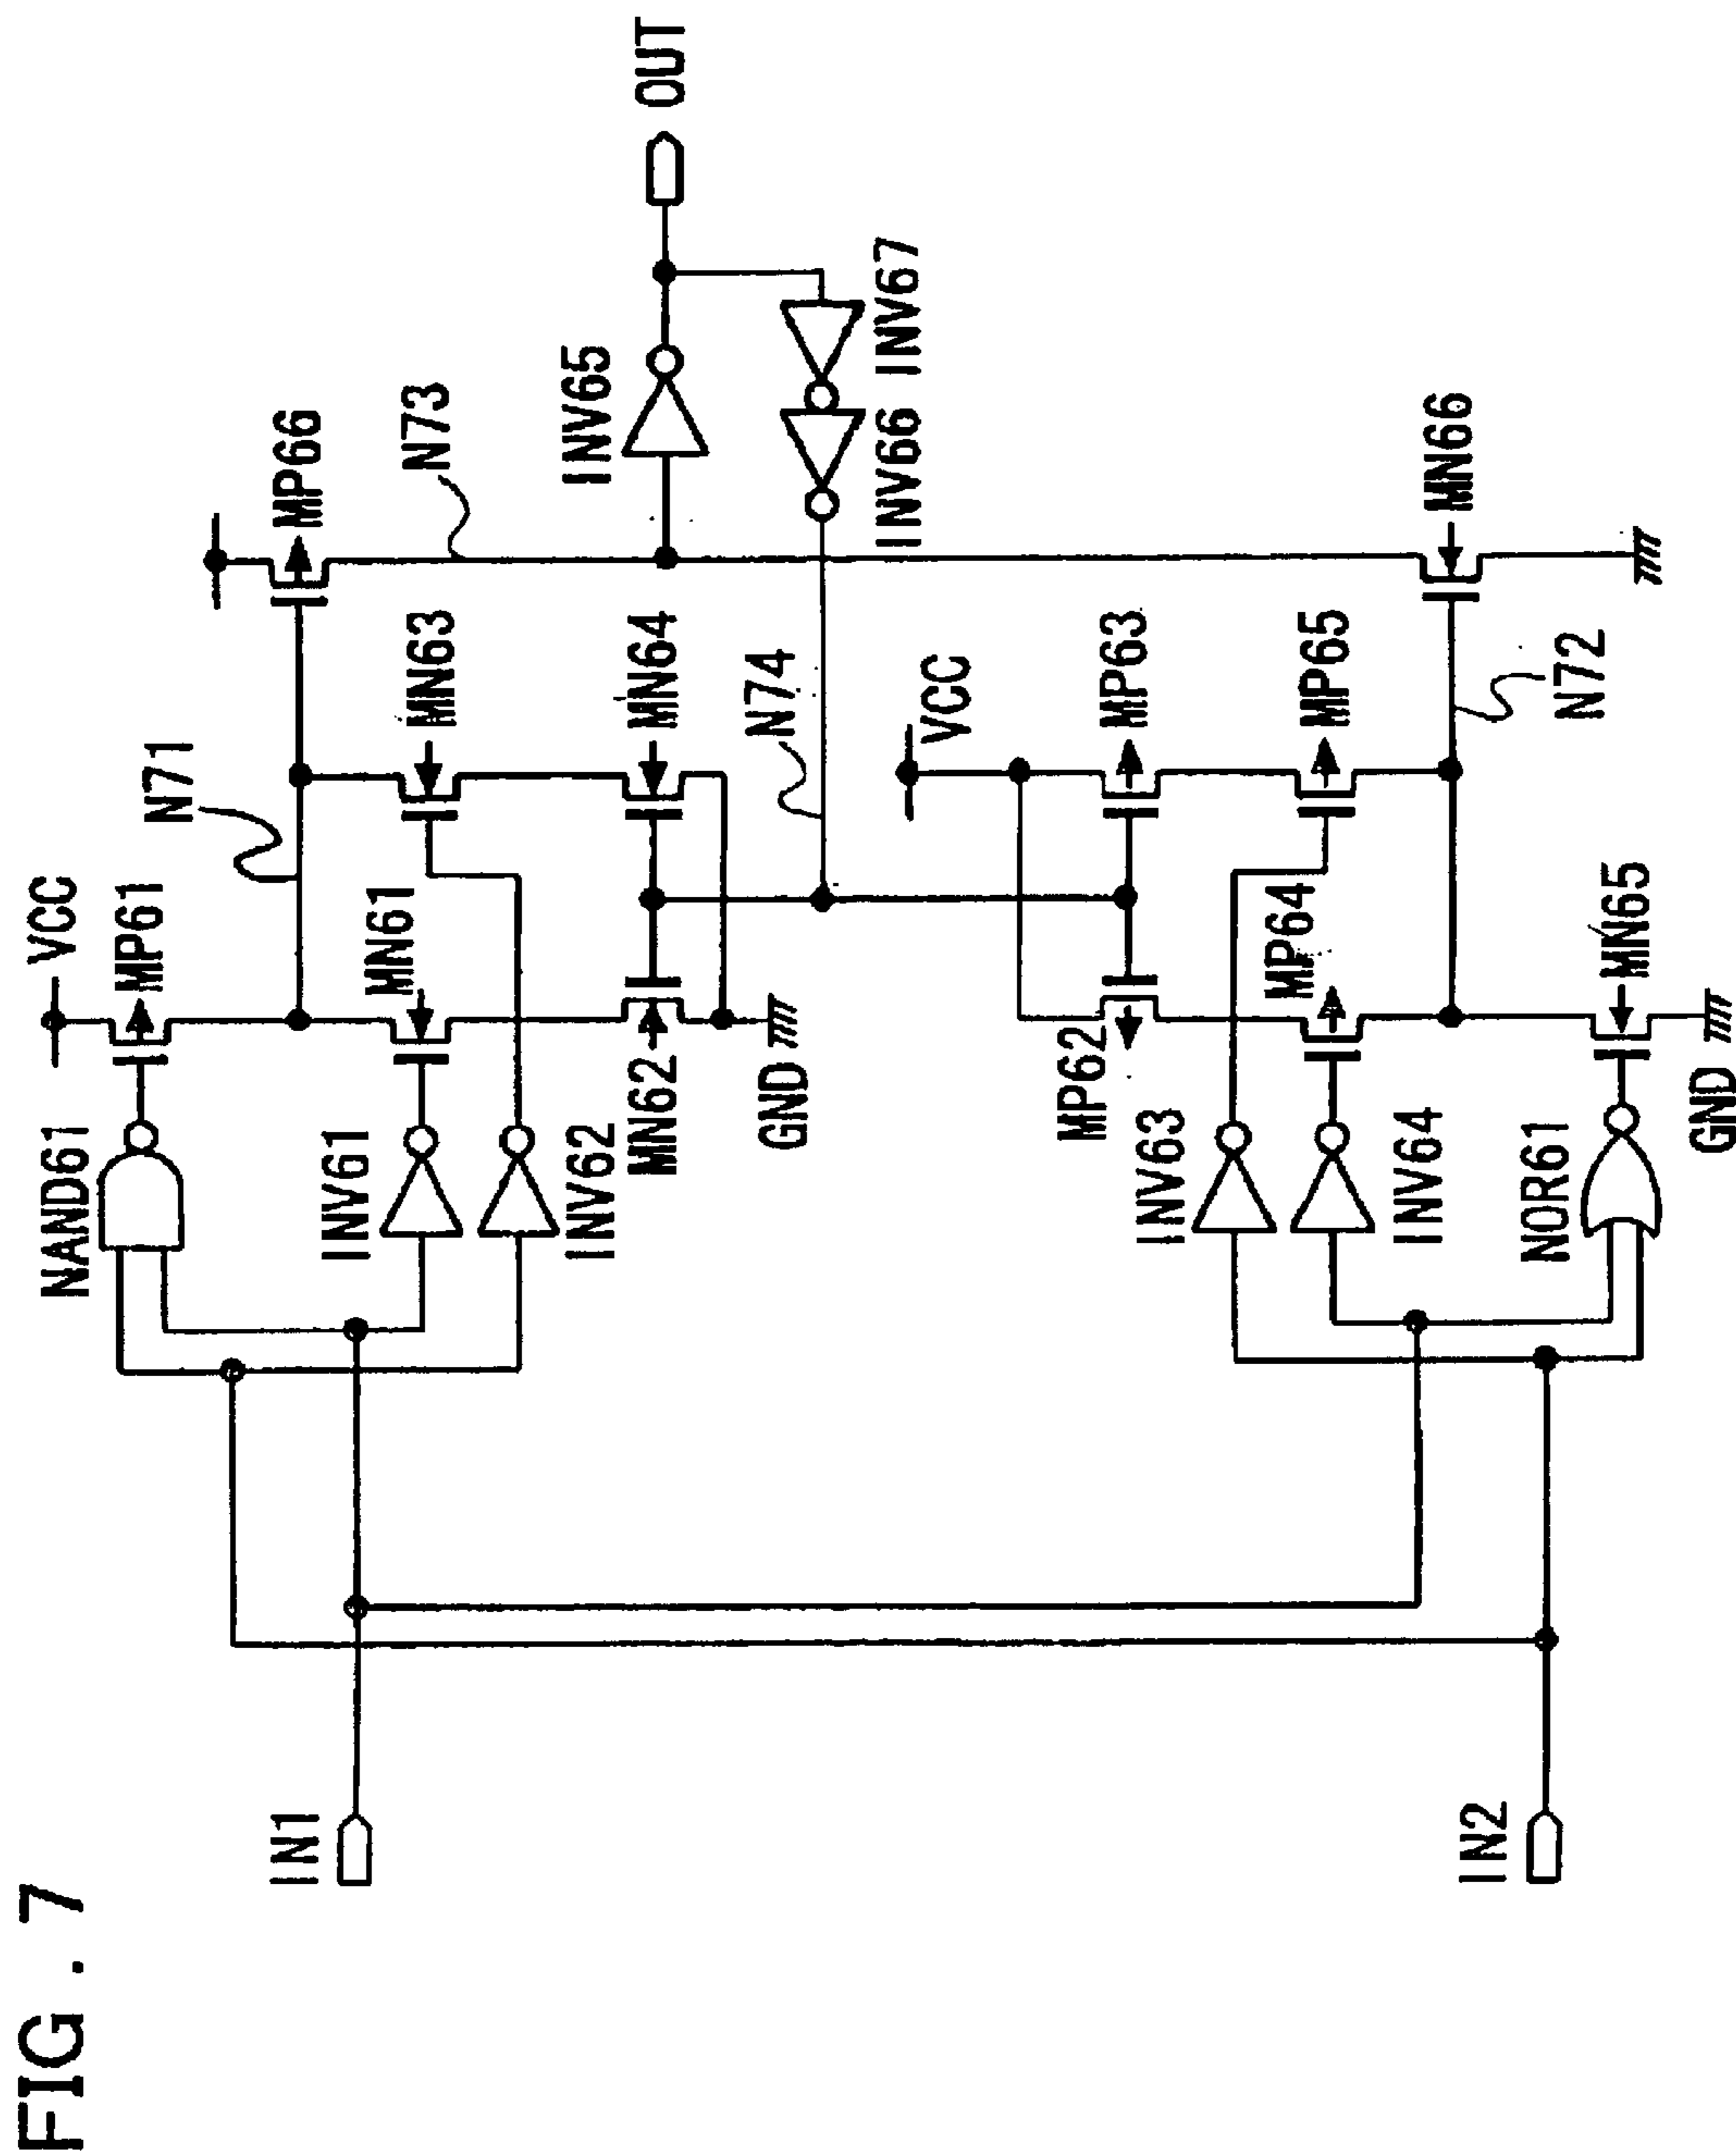 FIG. 7
VCC
NAND61
MP61
N71
MP66
IN1
INV61
MN61
MN63
N73
INV62
MN62
MN64
INV65
OUT
GND
N74
INV66
INV67
VCC
MP62
MP63
INV63
MP64
MP65
INV64
IN2
NOR61
MN65
N72
MN66
GND